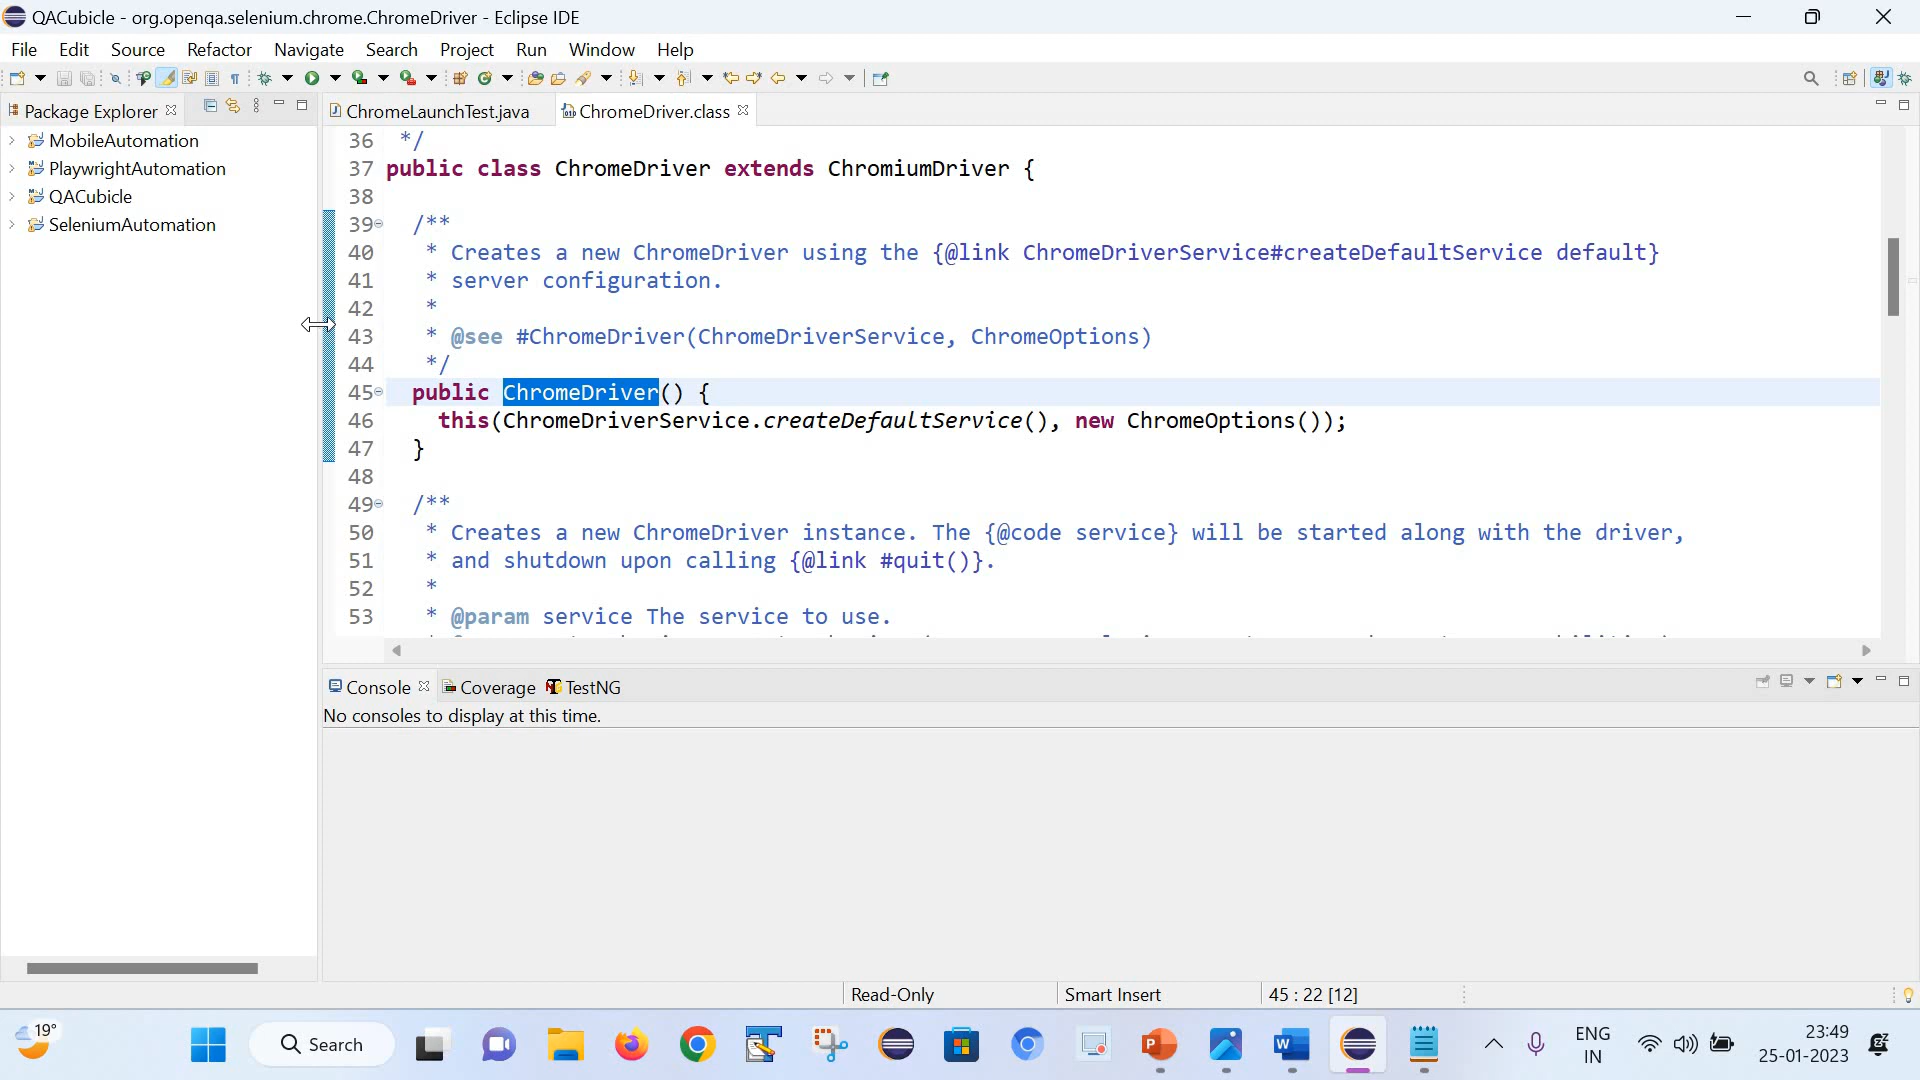 QACubicle - org.openqa.selenium.chrome.ChromeDriver - Eclipse IDE
File Edit Source Refactor Navigate Search Project Run Window Help
Package Explorer
MobileAutomation
PlaywrightAutomation
QACubicle
SeleniumAutomation
ChromeLaunchTest.java ChromeDriver.class
36 */
37 public class ChromeDriver extends ChromiumDriver {
38
39 /**
40 * Creates a new ChromeDriver using the {@link ChromeDriverService#createDefaultService default}
41 * server configuration.
42 *
43 * @see #ChromeDriver(ChromeDriverService, ChromeOptions)
44 */
45 public ChromeDriver() {
46 this(ChromeDriverService.createDefaultService(), new ChromeOptions());
47 }
48
49 /**
50 * Creates a new ChromeDriver instance. The {@code service} will be started along with the driver,
51 * and shutdown upon calling {@link #quit()}.
52 *
53 * @param service The service to use.
Console Coverage TestNG
No consoles to display at this time.
Read-Only Smart Insert 45 : 22 [12]
19°
Search
ENG
IN
23:49
25-01-2023